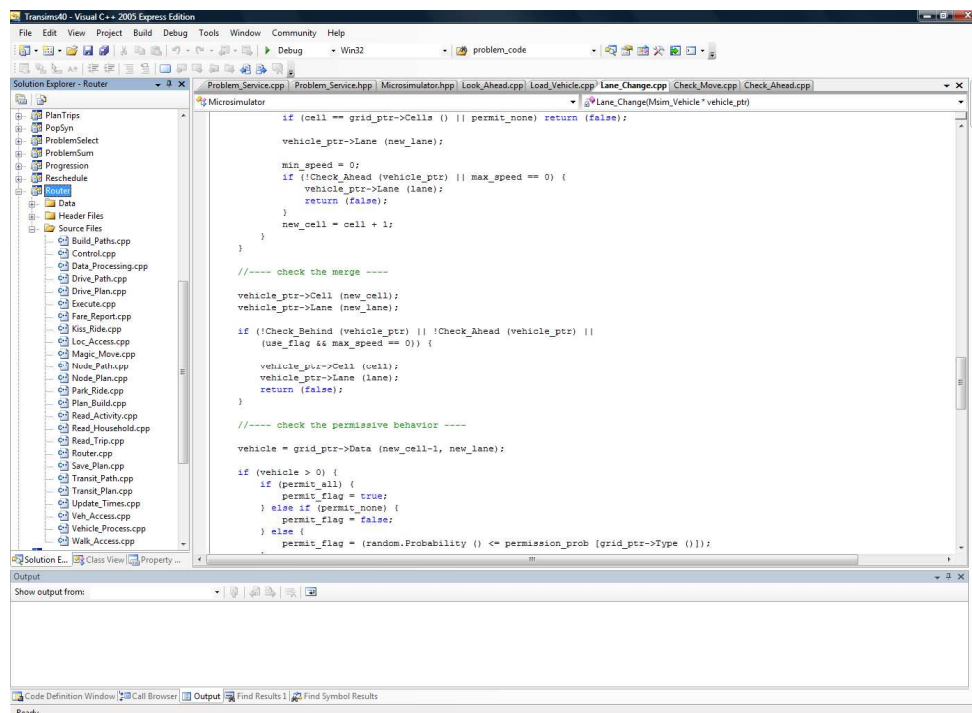 Transims40 - Visual C++ 2005 Express Edition
File Edit View Project Build Debug Tools Window Community Help
Debug Win32 problem_code
Solution Explorer - Router
PlanTrips
PopSyn
ProblemSelect
ProblemSum
Progression
Reschedule
Router
Data
Header Files
Source Files
Build_Paths.cpp
Control.cpp
Data_Processing.cpp
Drive_Path.cpp
Drive_Plan.cpp
Execute.cpp
Fare_Report.cpp
Kiss_Ride.cpp
Loc_Access.cpp
Magic_Move.cpp
Node_Path.cpp
Node_Plan.cpp
Park_Ride.cpp
Plan_Build.cpp
Read_Activity.cpp
Read_Household.cpp
Read_Trip.cpp
Router.cpp
Save_Plan.cpp
Transit_Path.cpp
Transit_Plan.cpp
Update_Times.cpp
Veh_Access.cpp
Vehicle_Process.cpp
Walk_Access.cpp
Solution E... Class View Property ...
Problem_Service.cpp Problem_Service.hpp Microsimulator.hpp Look_Ahead.cpp Load_Vehicle.cpp Lane_Change.cpp Check_Move.cpp Check_Ahead.cpp
Microsimulator Lane_Change(Msim_Vehicle * vehicle_ptr)
if (cell == grid_ptr->Cells () || permit_none) return (false);
vehicle_ptr->Lane (new_lane);
min_speed = 0;
if (!Check_Ahead (vehicle_ptr) || max_speed == 0) {
vehicle_ptr->Lane (lane);
return (false);
}
new_cell = cell + 1;
}
}
//---- check the merge ----
vehicle_ptr->Cell (new_cell);
vehicle_ptr->Lane (new_lane);
if (!Check_Behind (vehicle_ptr) || !Check_Ahead (vehicle_ptr) ||
(use_flag && max_speed == 0)) {
vehicle_ptr->Cell (cell);
vehicle_ptr->Lane (lane);
return (false);
}
//---- check the permissive behavior ----
vehicle = grid_ptr->Data (new_cell-1, new_lane);
if (vehicle > 0) {
if (permit_all) {
permit_flag = true;
} else if (permit_none) {
permit_flag = false;
} else {
permit_flag = (random.Probability () <= permission_prob [grid_ptr->Type ()]);
Output
Show output from:
Code Definition Window Call Browser Output Find Results 1 Find Symbol Results
Ready